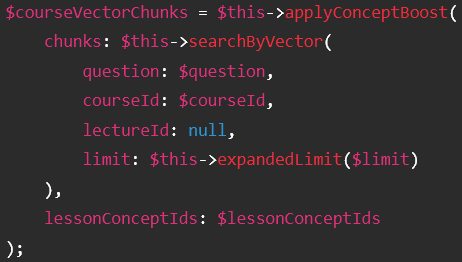 $courseVectorChunks = $this->applyConceptBoost(
    chunks: $this->searchByVector(
        question: $question,
        courseId: $courseId,
        lectureId: null,
        limit: $this->expandedLimit($limit)
    ),
    lessonConceptIds: $lessonConceptIds
);